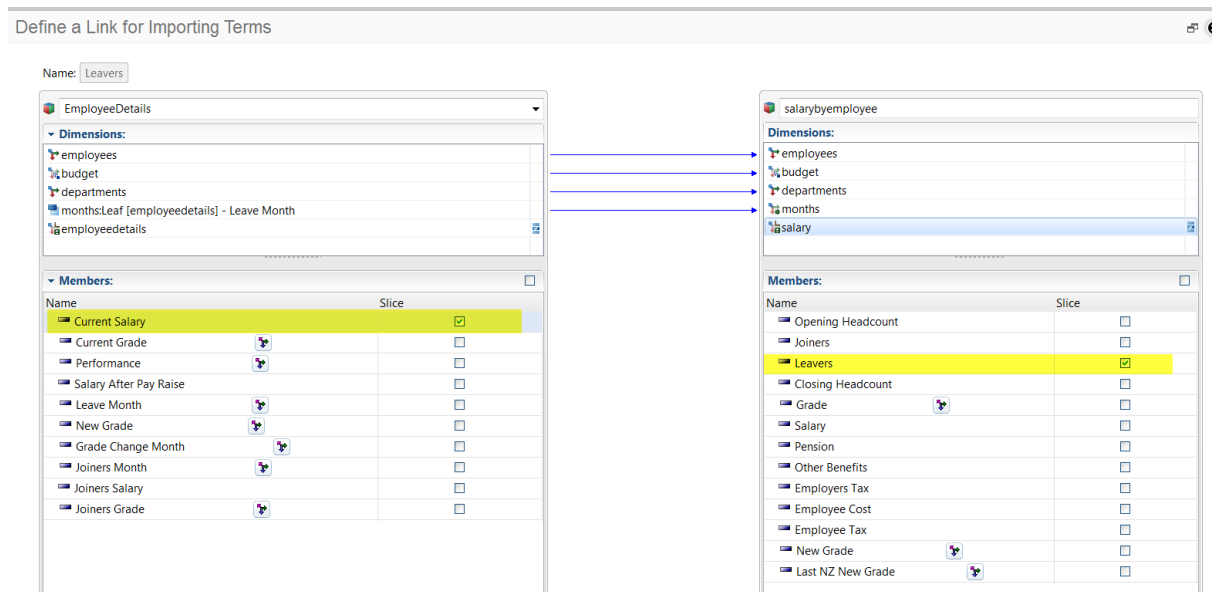 Define a Link for Importing Terms
Name: Leavers
EmployeeDetails
Dimensions:
employees
budget
departments
months:Leaf [employeedetails] - Leave Month
employeedetails
Members:
Name Slice
Current Salary
Current Grade
Performance
Salary After Pay Raise
Leave Month
New Grade
Grade Change Month
Joiners Month
Joiners Salary
Joiners Grade
salarybyemployee
Dimensions:
employees
budget
departments
months
salary
Members:
Name Slice
Opening Headcount
Joiners
Leavers
Closing Headcount
Grade
Salary
Pension
Other Benefits
Employers Tax
Employee Cost
Employee Tax
New Grade
Last NZ New Grade